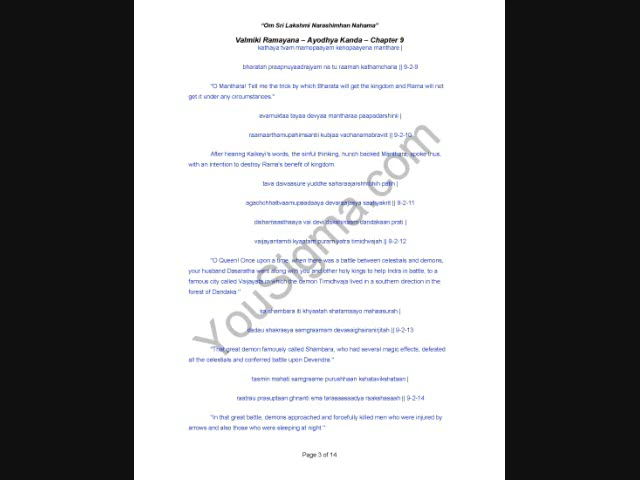 “Om Sri Lakshmi Narashimhan Nahama”
Valmiki Ramayana – Ayodhya Kanda – Chapter 9
kathaya tvam mamopaayam kenopaayena manthare |
bharatah praapnuyaadraajyam na tu raamah kathamchana || 9-2-9
"O Manthara! Tell me the trick by which Bharata will get the kingdom and Rama will not
get it under any circumstances."
evamuktaa tayaa devyaa mantharaa paapadarshinii |
raamaarthamupahimsantii kubjaa vachanamabraviit || 9-2-10
After hearing Kaikeyi's words, the sinful thinking, hunch backed Manthara, spoke thus,
with an intention to destroy Rama's benefit of kingdom.
tava daivaasure yuddhe saharaajarshhibhih patih |
agachchhattvaamupaadaaya devaraajasya saahyakrit || 9-2-11
dishamaasthaaya vai devi dakshinaam dandakaan prati |
vaijayantamiti kyaatam puram yatra timidhvajah || 9-2-12
"O Queen! Once upon a time, when there was a battle between celestials and demons,
your husband Dasaratha went along with you and other holy kings to help Indra in battle, to a
famous city called Vaijayata in which the demon Timidhvaja lived in a southern direction in the
forest of Dandaka."
sa shambara iti khyaatah shatamaayo mahaasurah |
dadau shakrasya samgraamam devasaighairanirjitah || 9-2-13
"That great demon famously called Shambara, who had several magic effects, defeated
all the celestials and conferred battle upon Devendra."
tasmin mahati samgraame purushhaan kshatavikshataan |
raatrau prasuptaan ghnanti sma tarasaasaadya raakshasaah || 9-2-14
"In that great battle, demons approached and forcefully killed men who were injured by
arrows and also those who were sleeping at night."
YouSigma.com
Page 3 of 14